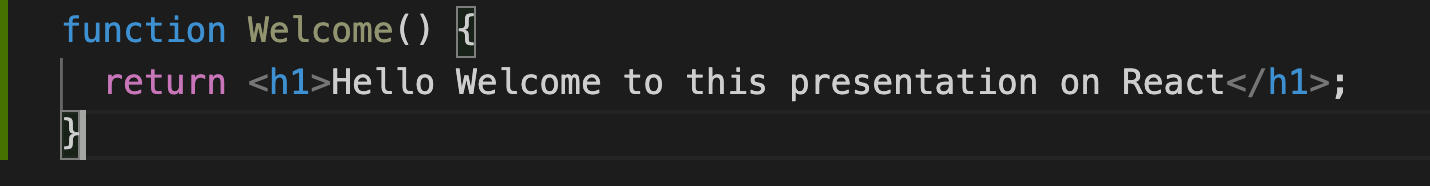 function Welcome() {
  return <h1>Hello Welcome to this presentation on React</h1>;
}